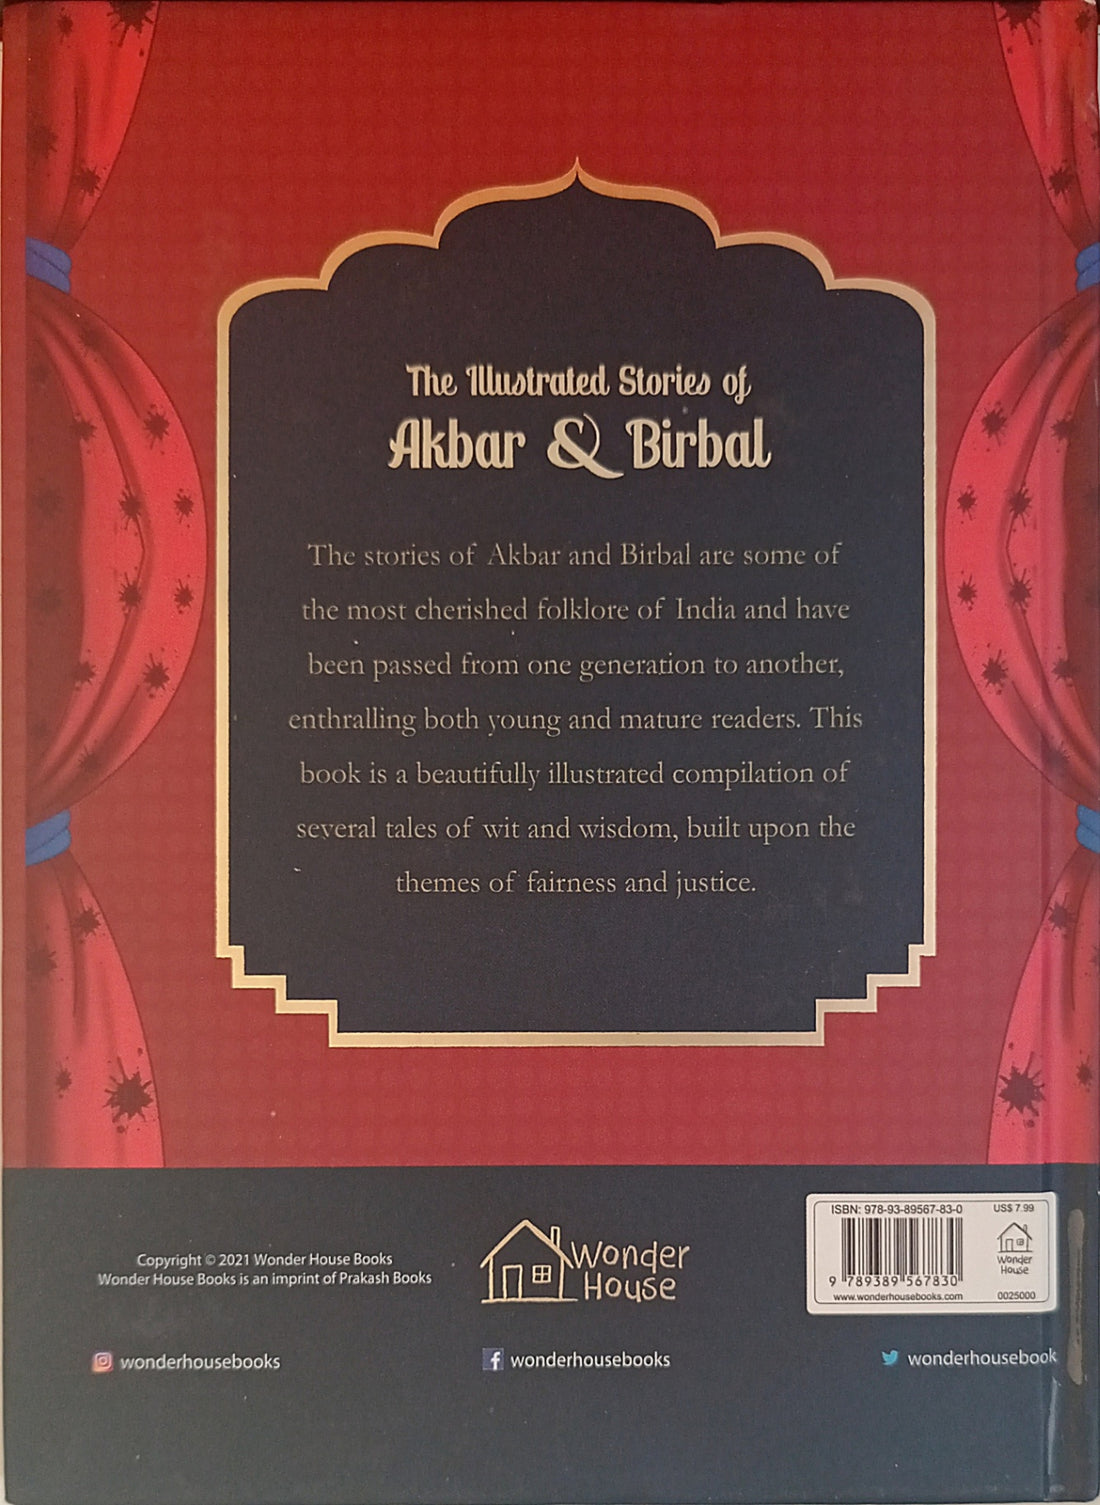 The Illustrated Stories of
Akbar & Birbal
The stories of Akbar and Birbal are some of
the most cherished folklore of India and have
been passed from one generation to another,
enthralling both young and mature readers. This
book is a beautifully illustrated compilation of
several tales of wit and wisdom, built upon the
themes of fairness and justice.
Copyright © 2021 Wonder House Books
Wonder House Books is an imprint of Prakash Books
Wonder
House
ISBN: 978-93-89567-83-0 US$ 7.99
Wonder
House
9 789389 567830
www.wonderhousebooks.com 0025000
wonderhousebooks
wonderhousebooks
wonderhousebook